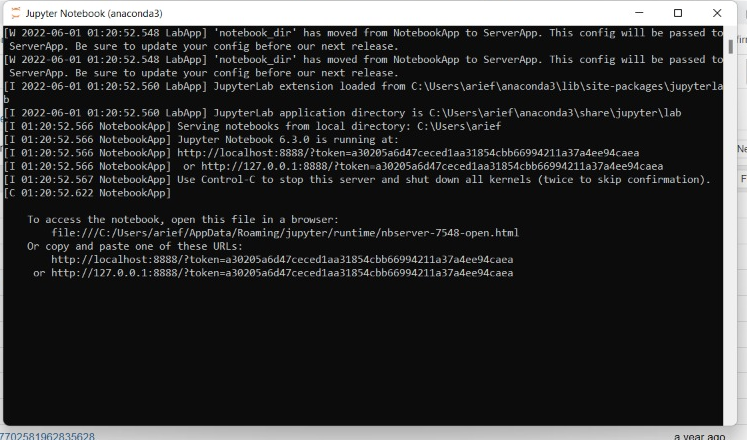 Jupyter Notebook (anaconda3)
[W 2022-06-01 01:20:52.548 LabApp] 'notebook_dir' has moved from NotebookApp to ServerApp. This config will be passed to
ServerApp. Be sure to update your config before our next release.
[W 2022-06-01 01:20:52.548 LabApp] 'notebook_dir' has moved from NotebookApp to ServerApp. This config will be passed to
ServerApp. Be sure to update your config before our next release.
[I 2022-06-01 01:20:52.560 LabApp] JupyterLab extension loaded from C:\Users\arief\anaconda3\lib\site-packages\jupyterla
b
[I 2022-06-01 01:20:52.560 LabApp] JupyterLab application directory is C:\Users\arief\anaconda3\share\jupyter\lab
[I 01:20:52.566 NotebookApp] Serving notebooks from local directory: C:\Users\arief
[I 01:20:52.566 NotebookApp] Jupyter Notebook 6.3.0 is running at:
[I 01:20:52.566 NotebookApp] http://localhost:8888/?token=a30205a6d47ceced1aa31854cbb66994211a37a4ee94caea
[I 01:20:52.566 NotebookApp]  or http://127.0.0.1:8888/?token=a30205a6d47ceced1aa31854cbb66994211a37a4ee94caea
[I 01:20:52.567 NotebookApp] Use Control-C to stop this server and shut down all kernels (twice to skip confirmation).
[C 01:20:52.622 NotebookApp]
To access the notebook, open this file in a browser:
file:///C:/Users/arief/AppData/Roaming/jupyter/runtime/nbserver-7548-open.html
Or copy and paste one of these URLs:
http://localhost:8888/?token=a30205a6d47ceced1aa31854cbb66994211a37a4ee94caea
or http://127.0.0.1:8888/?token=a30205a6d47ceced1aa31854cbb66994211a37a4ee94caea
7702581962835628
a year ago